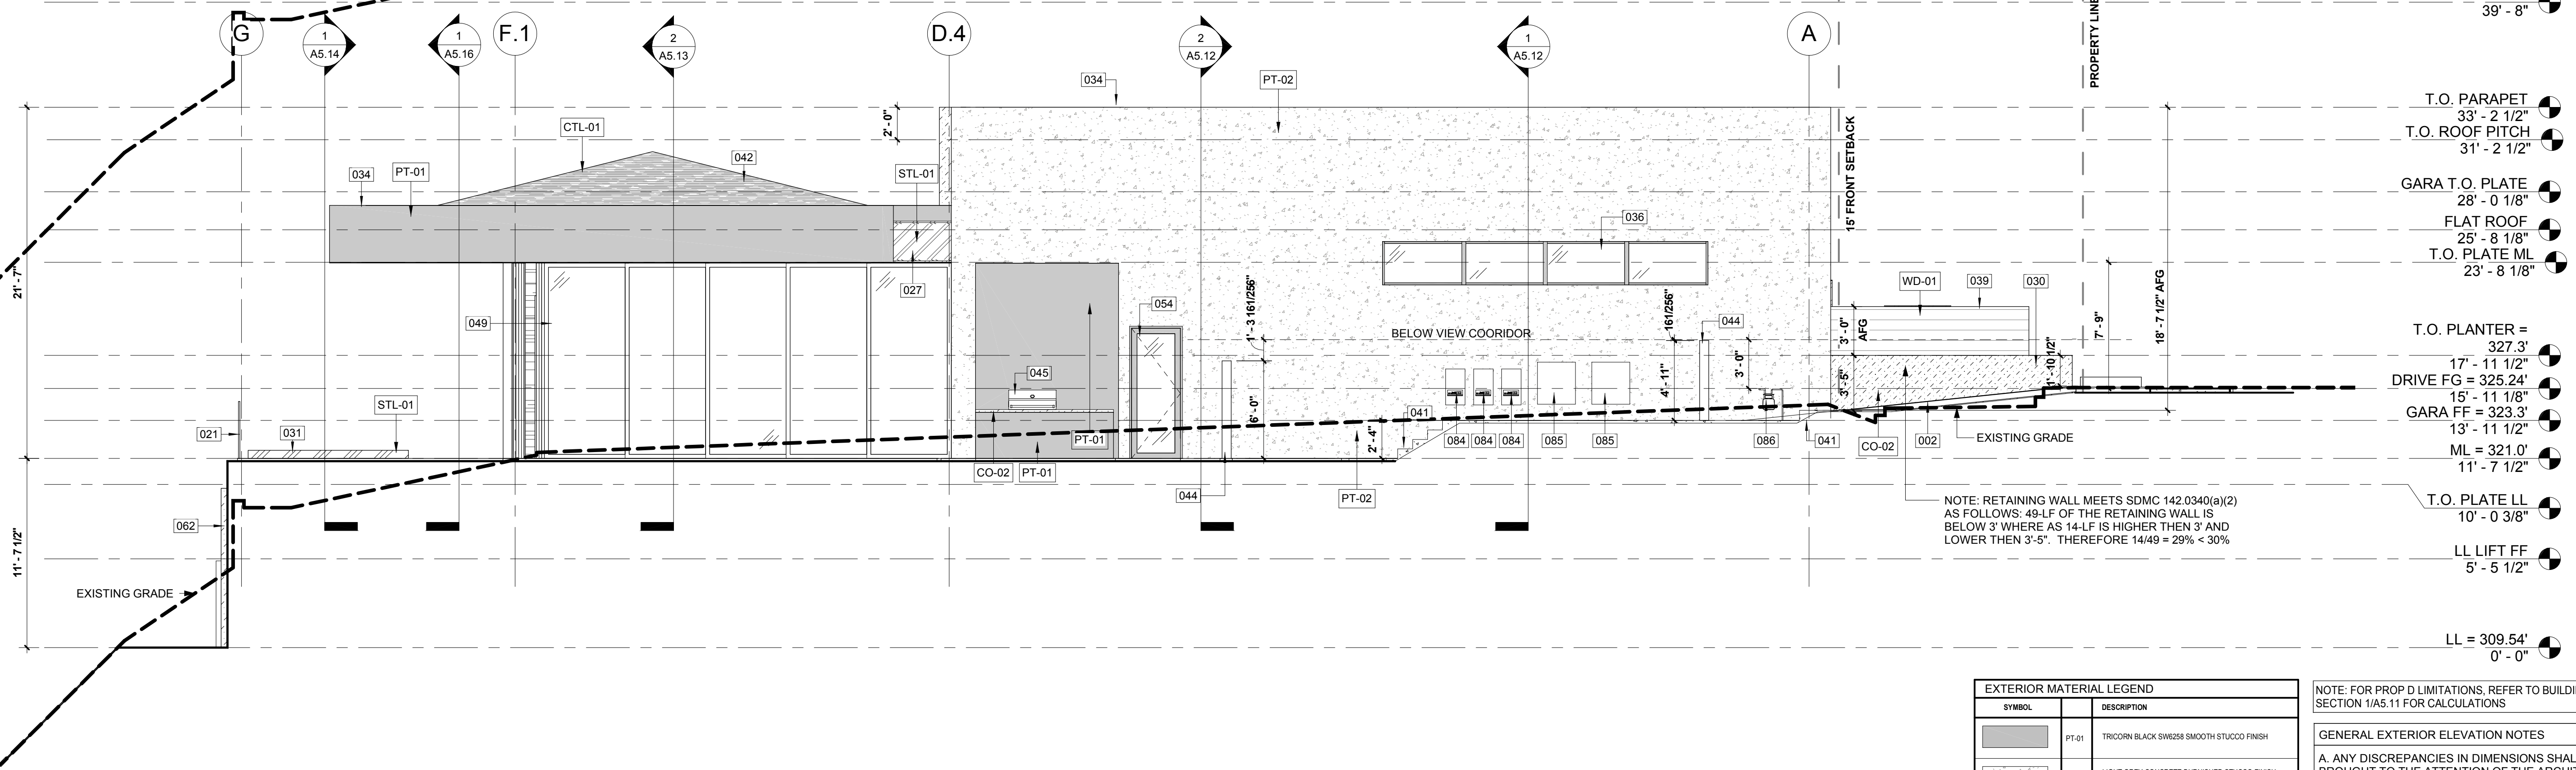 39' - 8"
PROPERTY LINE
G
1
A5.14
1
A5.16
F.1
2
A5.13
D.4
2
A5.12
1
A5.12
A
034
PT-02
T.O. PARAPET
33' - 2 1/2"
T.O. ROOF PITCH
31' - 2 1/2"
GARA T.O. PLATE
28' - 0 1/8"
FLAT ROOF
25' - 8 1/8"
T.O. PLATE ML
23' - 8 1/8"
T.O. PLANTER =
327.3'
17' - 11 1/2"
DRIVE FG = 325.24'
15' - 11 1/8"
GARA FF = 323.3'
13' - 11 1/2"
ML = 321.0'
11' - 7 1/2"
T.O. PLATE LL
10' - 0 3/8"
LL LIFT FF
5' - 5 1/2"
LL = 309.54'
0' - 0"
2' - 0"
CTL-01
042
034
PT-01
STL-01
15' FRONT SETBACK
036
027
21' - 7"
WD-01
039
030
18' - 7 1/2" AFG
7' - 9"
049
054
1' - 3 161/256"
BELOW VIEW COORIDOR
161/256"
044
3' - 0"
AFG
045
4' - 11"
3' - 0"
3' - 5"
1' - 10 1/2"
STL-01
031
021
6' - 0"
041
PT-01
2' - 4"
084
084
084
085
085
086
041
CO-02
002
EXISTING GRADE
CO-02
PT-01
044
PT-02
062
11' - 7 1/2"
EXISTING GRADE
NOTE: RETAINING WALL MEETS SDMC 142.0340(a)(2)
AS FOLLOWS: 49-LF OF THE RETAINING WALL IS
BELOW 3' WHERE AS 14-LF IS HIGHER THEN 3' AND
LOWER THEN 3'-5". THEREFORE 14/49 = 29% < 30%
EXTERIOR MATERIAL LEGEND
SYMBOL
DESCRIPTION
PT-01
TRICORN BLACK SW6258 SMOOTH STUCCO FINISH
NOTE: FOR PROP D LIMITATIONS, REFER TO BUILDI
SECTION 1/A5.11 FOR CALCULATIONS
GENERAL EXTERIOR ELEVATION NOTES
A. ANY DISCREPANCIES IN DIMENSIONS SHAL